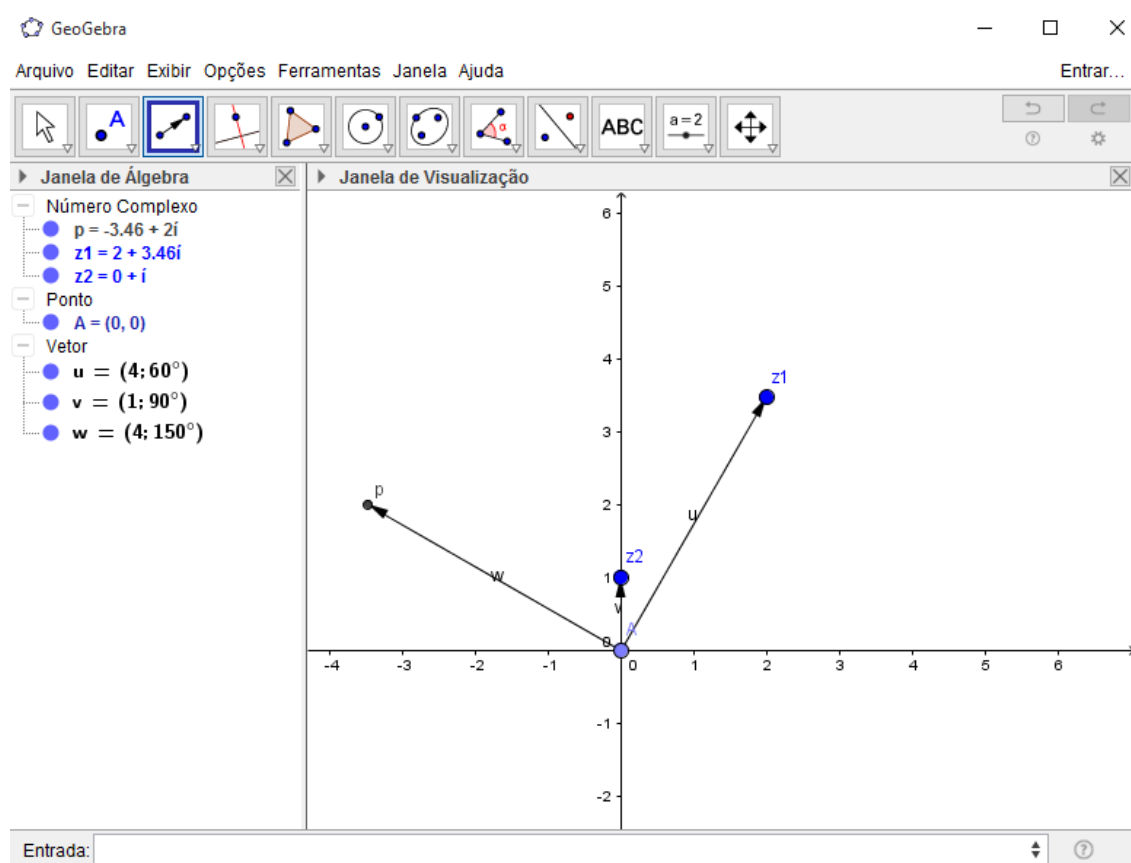 GeoGebra
Arquivo Editar Exibir Opções Ferramentas Janela Ajuda Entrar...
A α ABC a=2
Janela de Álgebra
Número Complexo
p = -3.46 + 2í
z1 = 2 + 3.46í
z2 = 0 + í
Ponto
A = (0, 0)
Vetor
u = (4; 60°)
v = (1; 90°)
w = (4; 150°)
Janela de Visualização
6
5
4
z1
3
p
2
u
z2
w
1
v
A
0
-4 -3 -2 -1 0 1 2 3 4 5 6
-1
-2
Entrada: